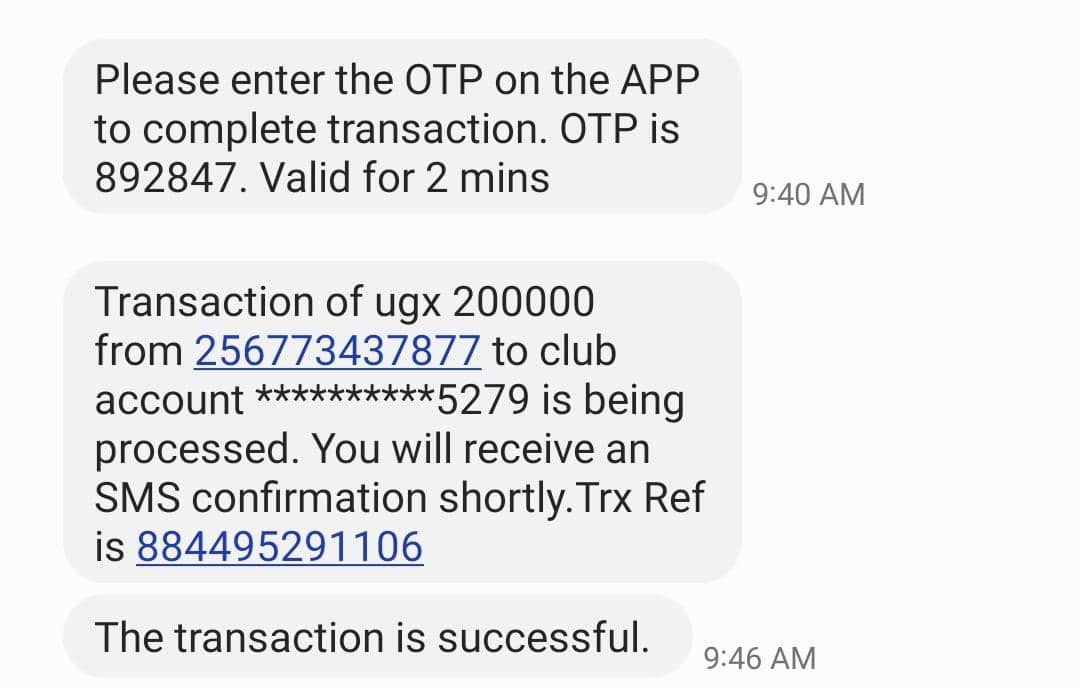 Please enter the OTP on the APP
to complete transaction. OTP is
892847. Valid for 2 mins
9:40 AM
Transaction of ugx 200000
from 256773437877 to club
account **********5279 is being
processed. You will receive an
SMS confirmation shortly.Trx Ref
is 884495291106
The transaction is successful.
9:46 AM